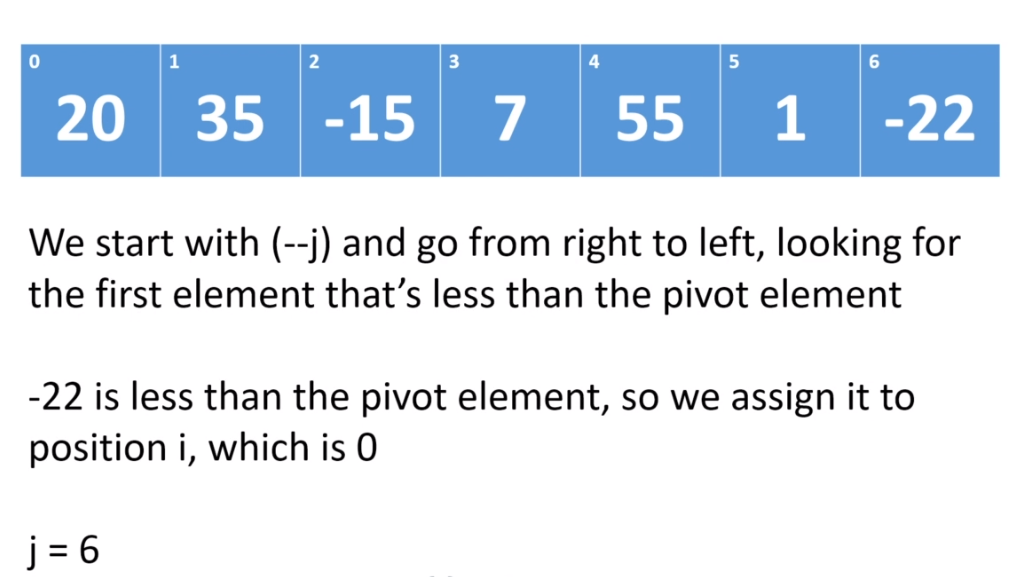 0 1 2 3 4 5 6
20 35 -15 7 55 1 -22
We start with (--j) and go from right to left, looking for
the first element that’s less than the pivot element
-22 is less than the pivot element, so we assign it to
position i, which is 0
j = 6